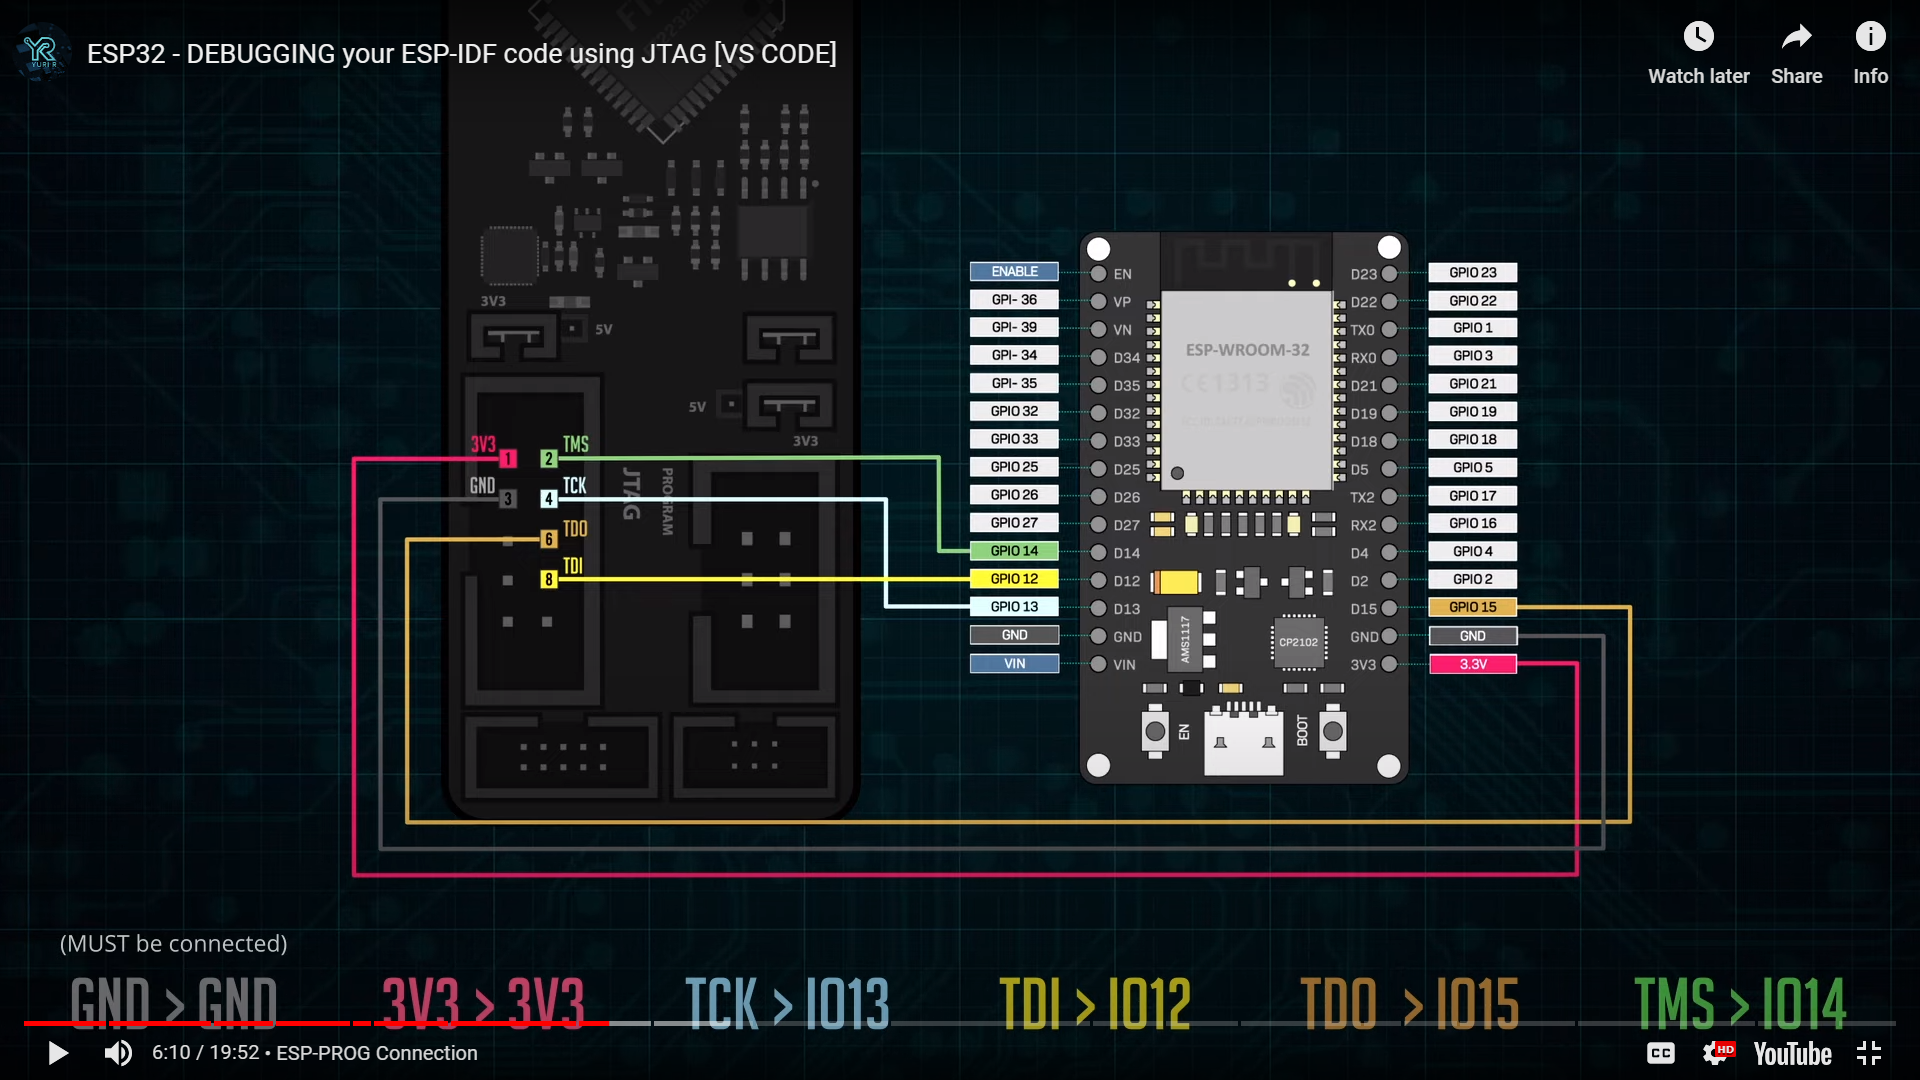 ESP32 - DEBUGGING your ESP-IDF code using JTAG [VS CODE]
Watch later
Share
Info
3V3
5V
5V
3V3
3V3
1
2
TMS
GND
3
4
TCK
6
TDO
8
TDI
JTAG
PROGRAM
ENABLE
GPI- 36
GPI- 39
GPI- 34
GPI- 35
GPIO 32
GPIO 33
GPIO 25
GPIO 26
GPIO 27
GPIO 14
GPIO 12
GPIO 13
GND
VIN
EN
VP
VN
D34
D35
D32
D33
D25
D26
D27
D14
D12
D13
GND
VIN
ESP-WROOM-32
CE1313
AMS1117
CP2102
EN
BOOT
D23
D22
TX0
RX0
D21
D19
D18
D5
TX2
RX2
D4
D2
D15
GND
3V3
GPIO 23
GPIO 22
GPIO 1
GPIO 3
GPIO 21
GPIO 19
GPIO 18
GPIO 5
GPIO 17
GPIO 16
GPIO 4
GPIO 2
GPIO 15
GND
3.3V
(MUST be connected)
GND > GND
3V3 > 3V3
TCK > IO13
TDI > IO12
TDO > IO15
TMS > IO14
6:10 / 19:52 • ESP-PROG Connection
CC
HD
YouTube